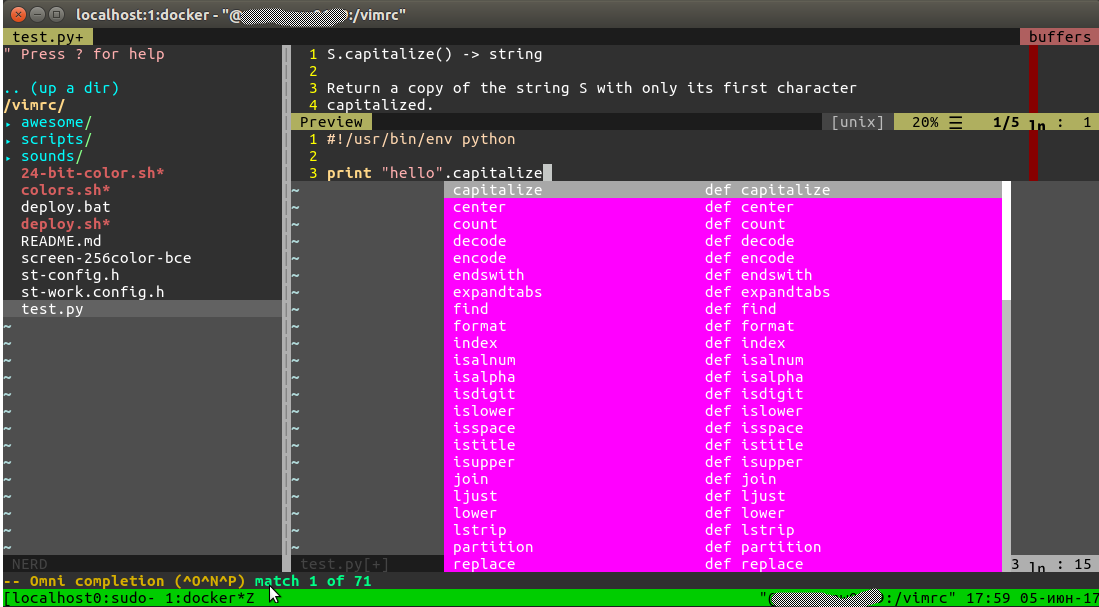 localhost:1:docker - "@ :/vimrc"
test.py+ buffers
" Press ? for help
.. (up a dir)
/vimrc/
▸ awesome/
▸ scripts/
▸ sounds/
24-bit-color.sh*
colors.sh*
deploy.bat
deploy.sh*
README.md
screen-256color-bce
st-config.h
st-work.config.h
test.py
~
~
~
~
~
~
~
~
~
~
~
~
~
~
NERD
1 S.capitalize() -> string
2
3 Return a copy of the string S with only its first character
4 capitalized.
Preview [unix] 20% ☰ 1/5 ln : 1
1 #!/usr/bin/env python
2
3 print "hello".capitalize
~ capitalize def capitalize
~ center def center
~ count def count
~ decode def decode
~ encode def encode
~ endswith def endswith
~ expandtabs def expandtabs
~ find def find
~ format def format
~ index def index
~ isalnum def isalnum
~ isalpha def isalpha
~ isdigit def isdigit
~ islower def islower
~ isspace def isspace
~ istitle def istitle
~ isupper def isupper
~ join def join
~ ljust def ljust
~ lower def lower
~ lstrip def lstrip
~ partition def partition
test.py[+] replace def replace 3 ln : 15
-- Omni completion (^O^N^P) match 1 of 71
[localhost0:sudo- 1:docker*Z "@ :/vimrc" 17:59 05-июн-17